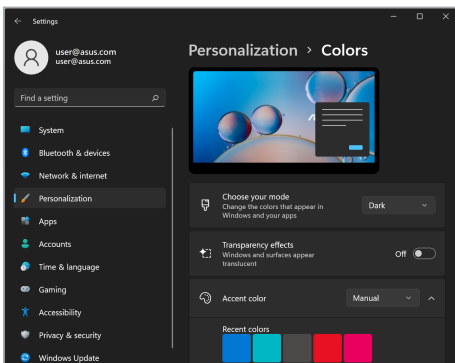 Settings
user@asus.com
user@asus.com
Find a setting
System
Bluetooth & devices
Network & internet
Personalization
Apps
Accounts
Time & language
Gaming
Accessibility
Privacy & security
Windows Update
Personalization > Colors
Choose your mode
Change the colors that appear in
Windows and your apps
Dark
Transparency effects
Windows and surfaces appear
translucent
Off
Accent color
Manual
Recent colors